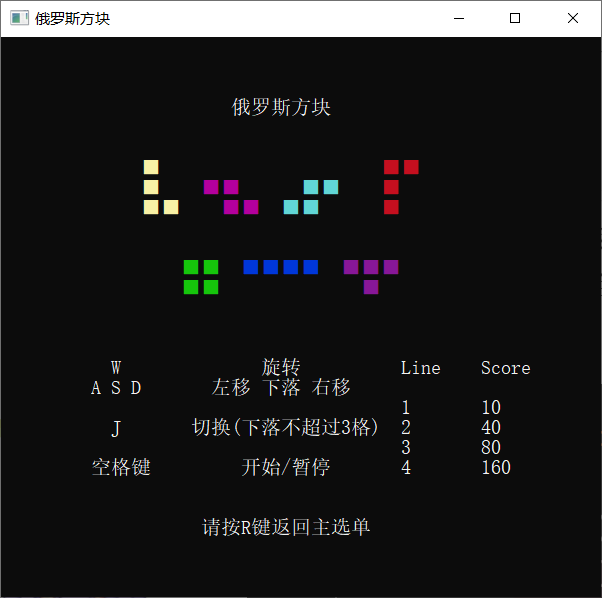 俄罗斯方块
俄罗斯方块
W 旋转 Line Score
A S D 左移 下落 右移
1 10
J 切换(下落不超过3格) 2 40
3 80
空格键 开始/暂停 4 160
请按R键返回主选单